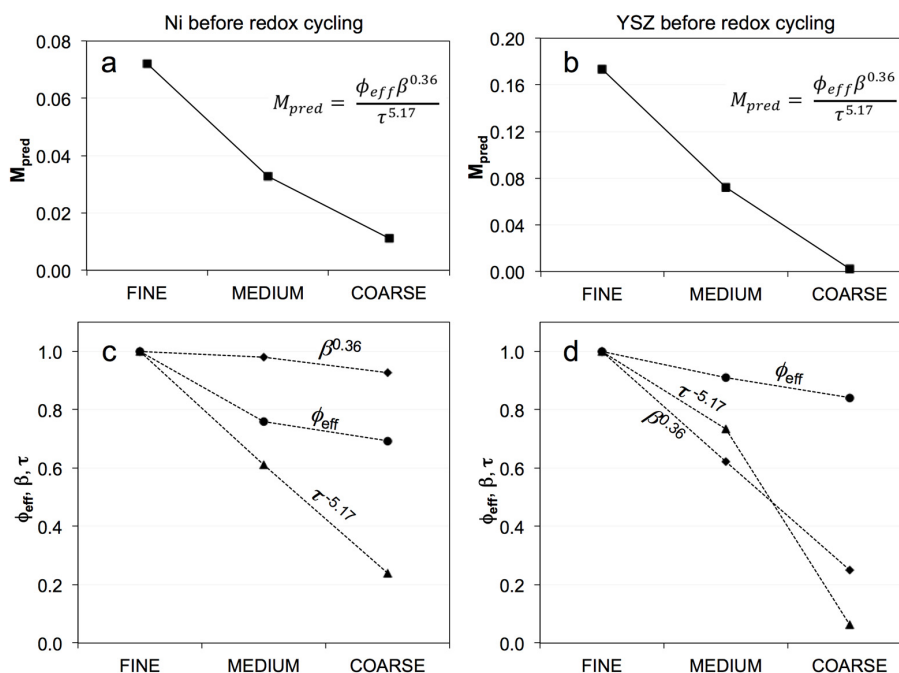 Ni before redox cycling
YSZ before redox cycling
a
0.08
0.06
0.04
0.02
0.00
M_pred
M_pred = ϕ_eff β^0.36 / τ^5.17
FINE MEDIUM COARSE
b
0.20
0.16
0.12
0.08
0.04
0.00
M_pred
M_pred = ϕ_eff β^0.36 / τ^5.17
FINE MEDIUM COARSE
c
1.0
0.8
0.6
0.4
0.2
0.0
ϕ_eff, β, τ
β^0.36
ϕ_eff
τ^-5.17
FINE MEDIUM COARSE
d
1.0
0.8
0.6
0.4
0.2
0.0
ϕ_eff, β, τ
ϕ_eff
τ^-5.17
β^0.36
FINE MEDIUM COARSE